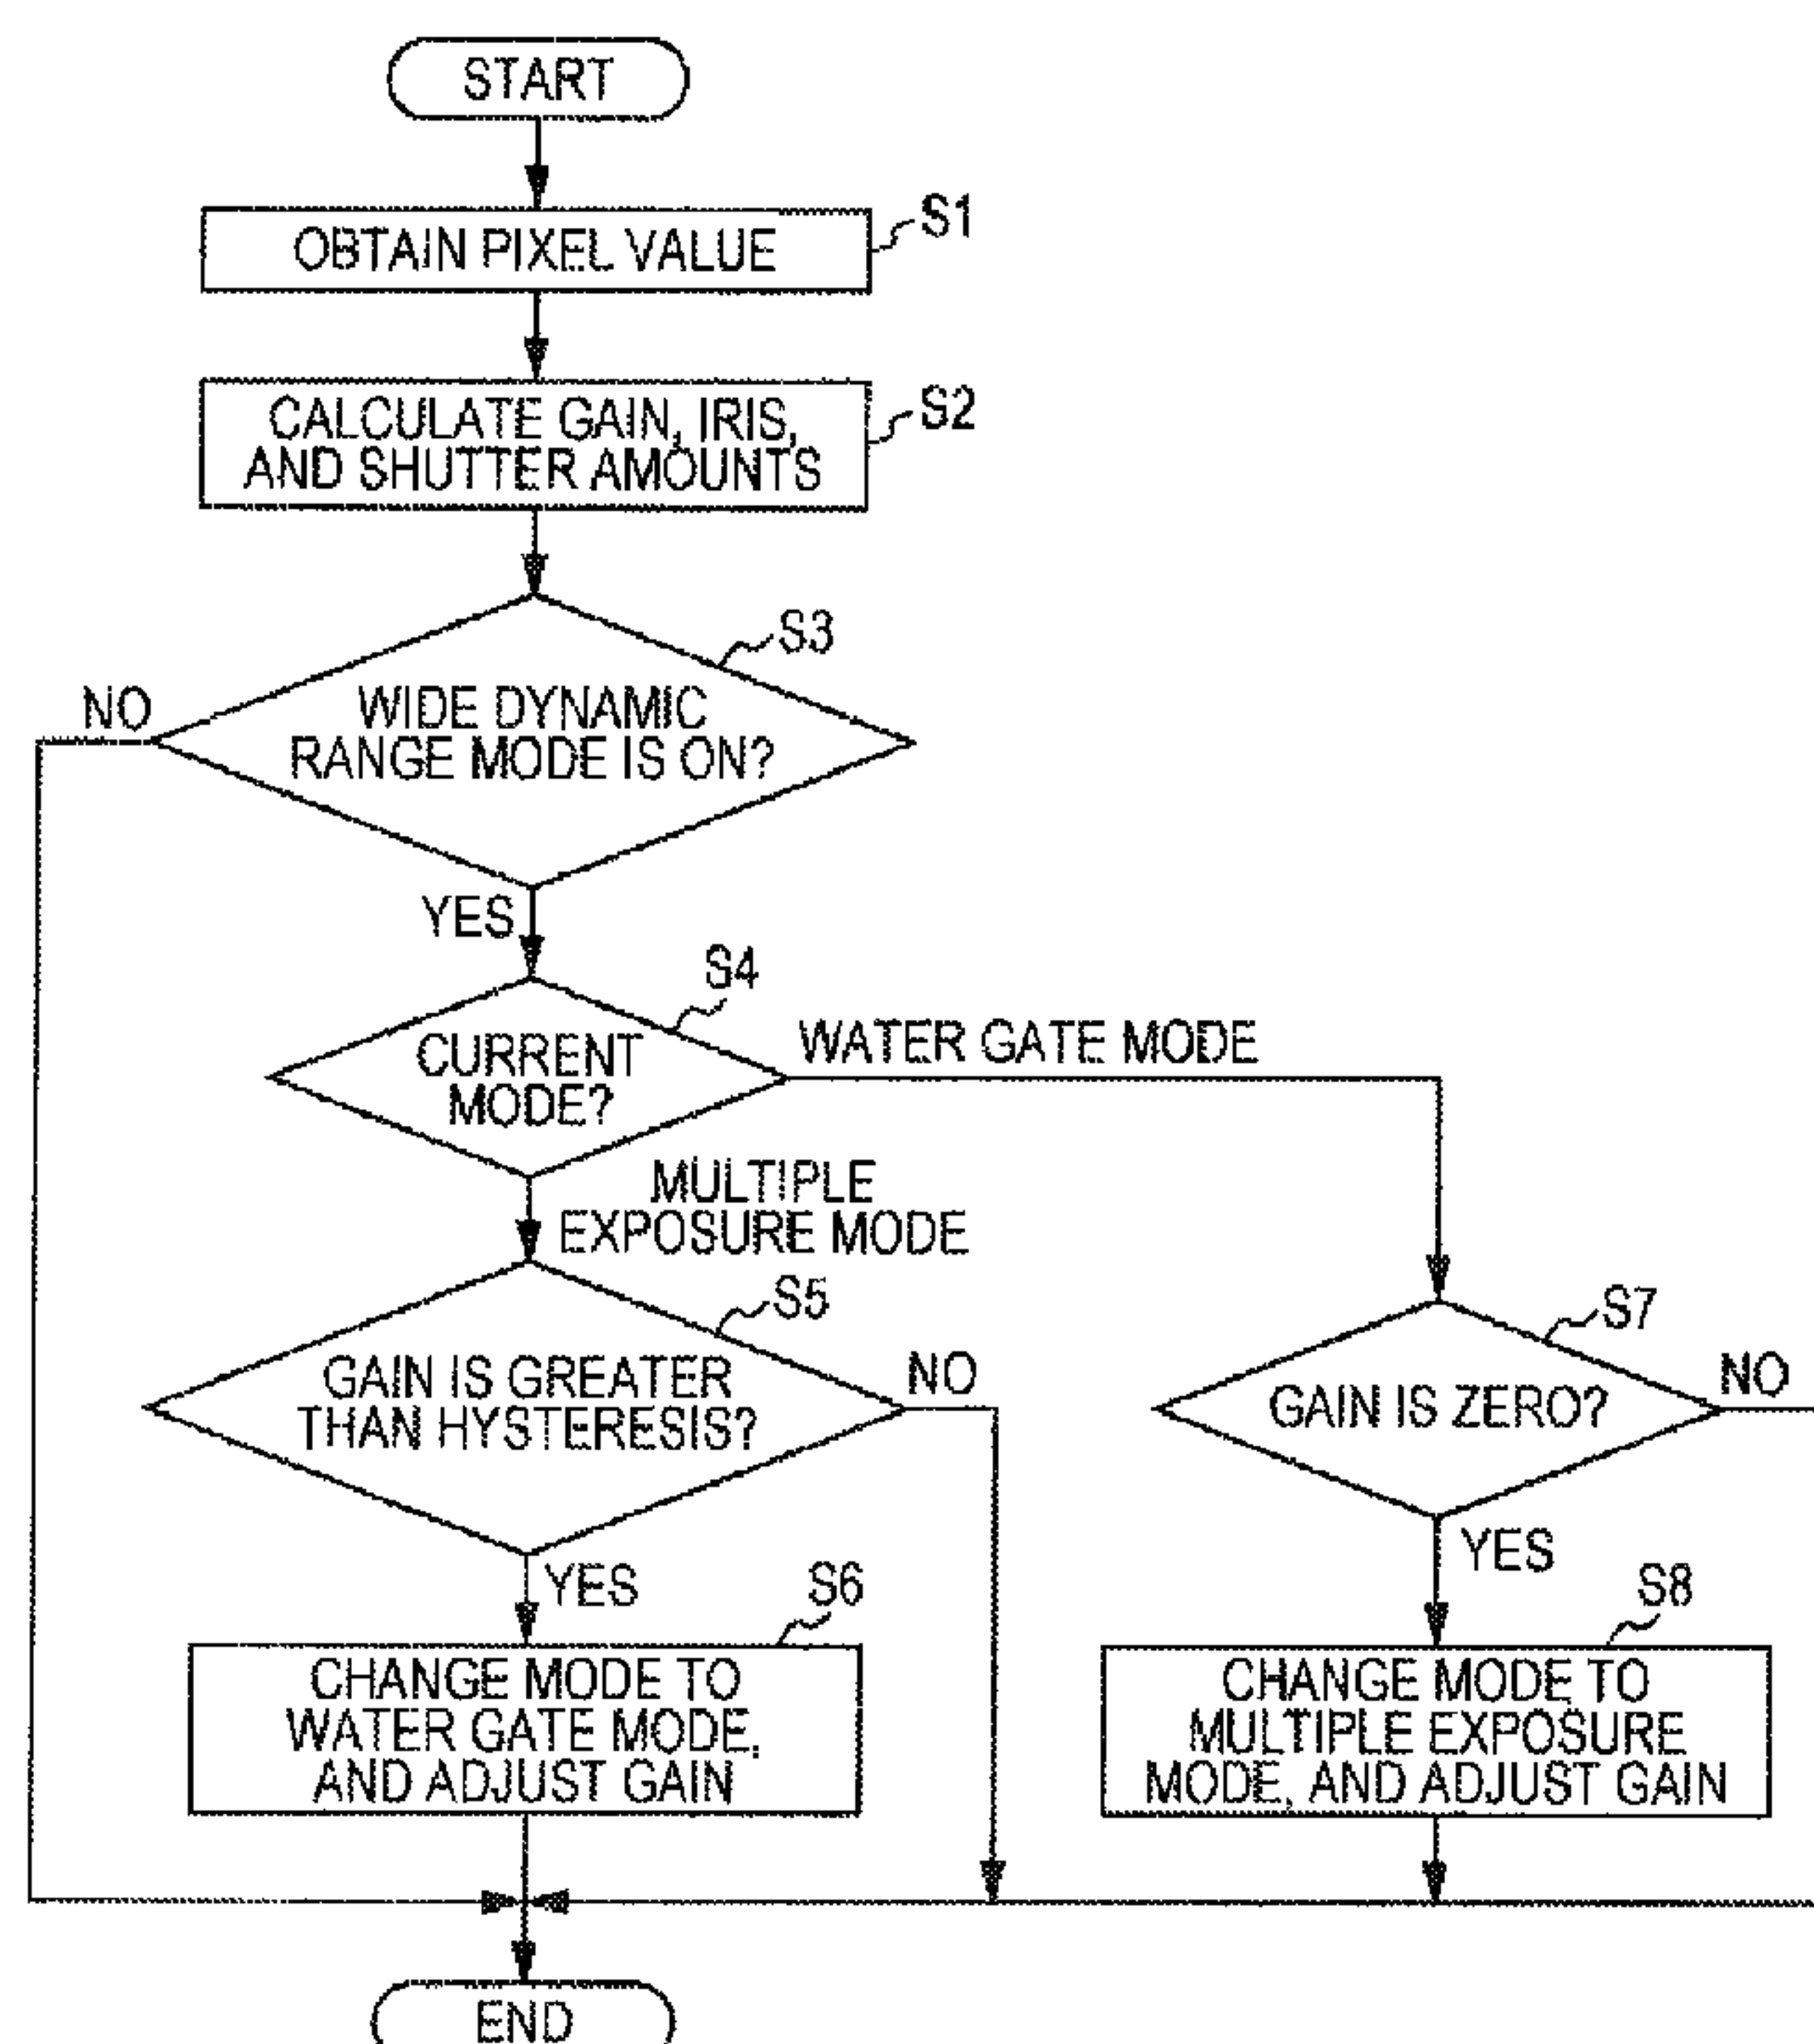 START
OBTAIN PIXEL VALUE
S1
CALCULATE GAIN, IRIS,
AND SHUTTER AMOUNTS
S2
S3
NO
WIDE DYNAMIC
RANGE MODE IS ON?
YES
S4
CURRENT
MODE?
WATER GATE MODE
MULTIPLE
EXPOSURE MODE
S5
GAIN IS GREATER
THAN HYSTERESIS?
NO
S7
GAIN IS ZERO?
NO
YES
S6
YES
S8
CHANGE MODE TO
WATER GATE MODE,
AND ADJUST GAIN
CHANGE MODE TO
MULTIPLE EXPOSURE
MODE, AND ADJUST GAIN
END